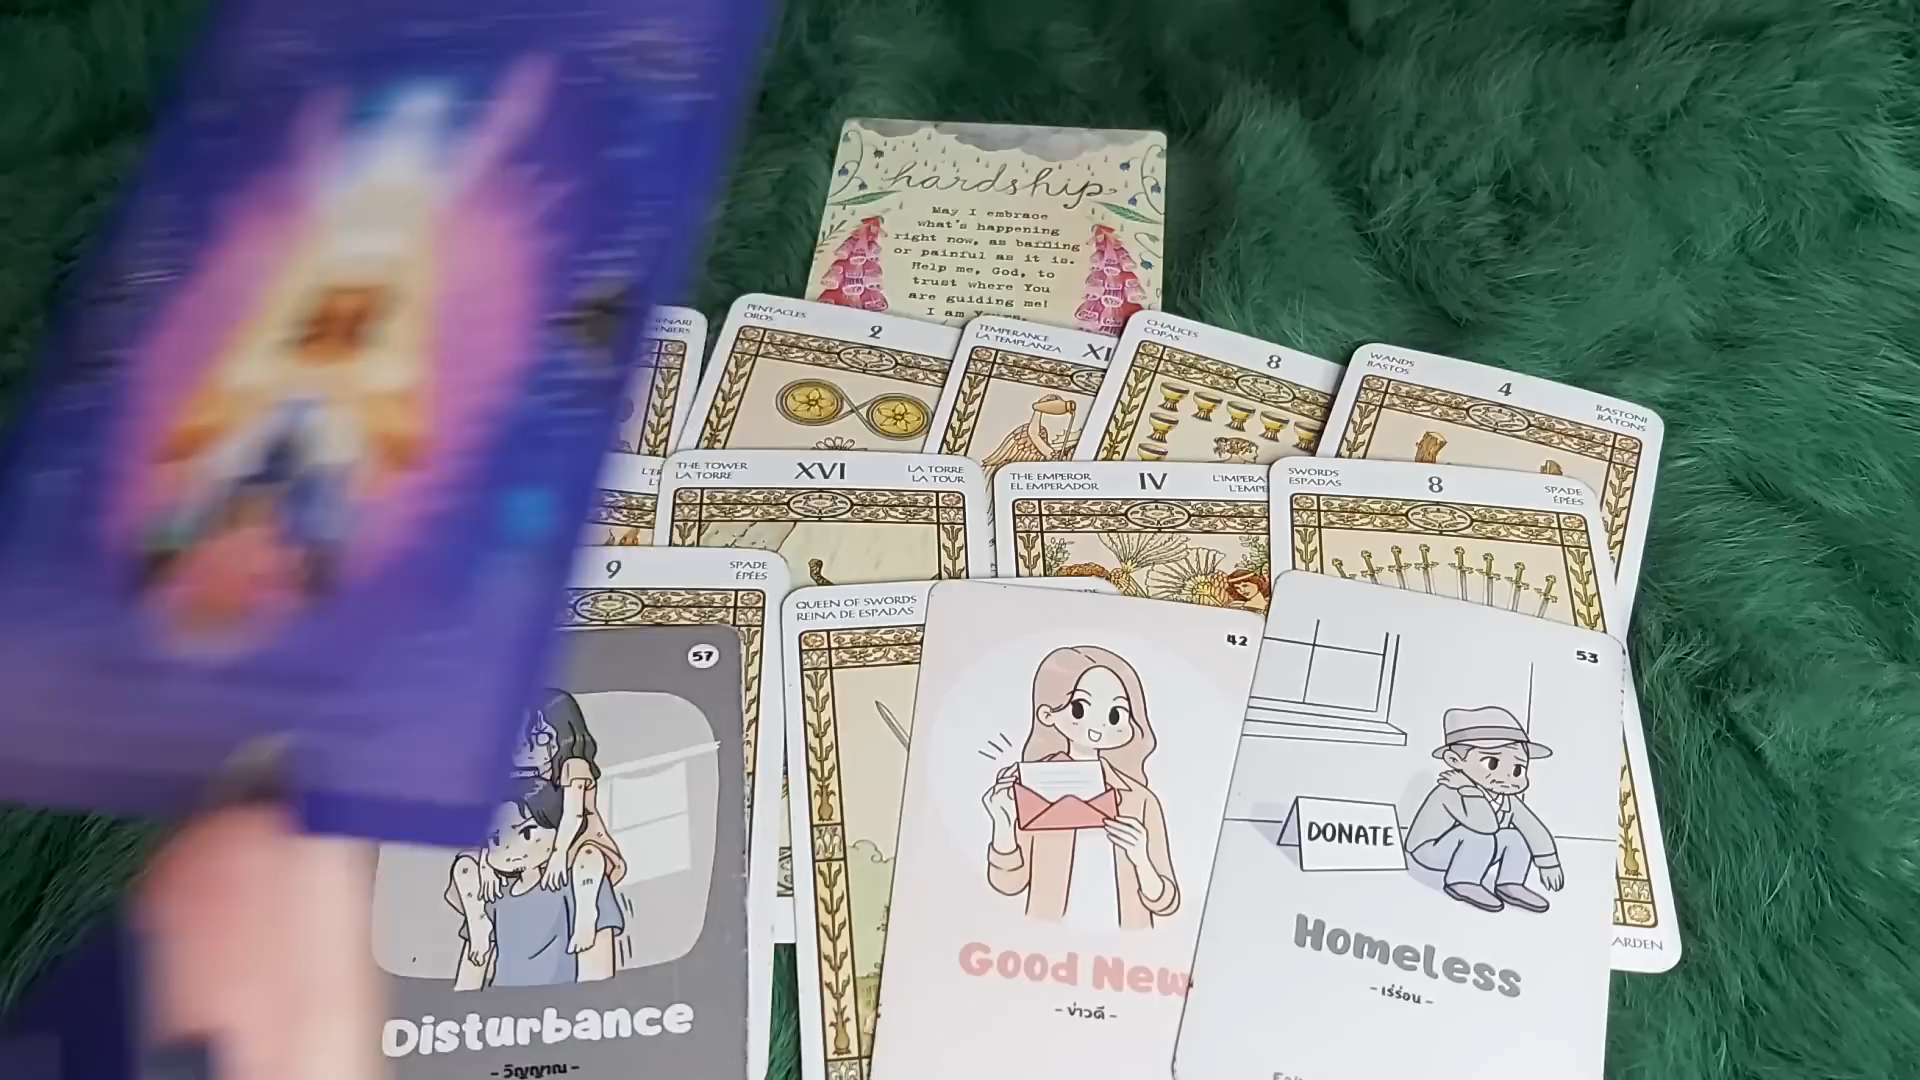 hardship
May I embrace
what's happening
right now, as baffling
or painful as it is.
Help me, God, to
trust where You
are guiding me!
I am Yours.
PENTACLES
OROS
2
TEMPERANCE
LA TEMPLANZA
XI
CHALICES
COPAS
8
WANDS
BASTOS
4
BASTONI
BÂTONS
THE TOWER
LA TORRE
XVI
LA TORRE
LA TOUR
THE EMPEROR
EL EMPERADOR
IV
L'IMPERA
L'EMPE
SWORDS
ESPADAS
8
SPADE
ÉPÉES
9
SPADE
ÉPÉES
QUEEN OF SWORDS
REINA DE ESPADAS
57
Disturbance
- วิญญาณ -
42
Good New
- ข่าวดี -
53
DONATE
Homeless
- เร่ร่อน -
ARDEN